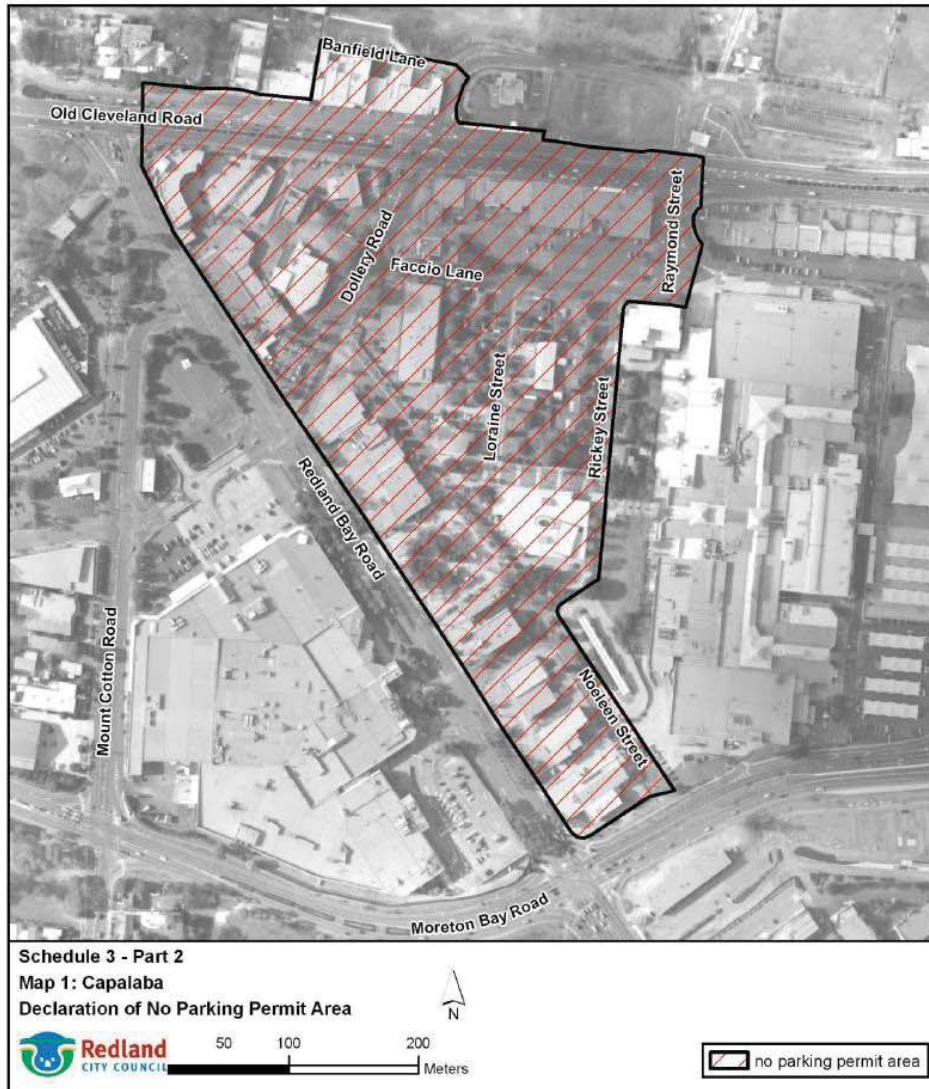 Banfield Lane
Old Cleveland Road
Raymond Street
Dollery Road
Faccio Lane
Loraine Street
Rickey Street
Redland Bay Road
Mount Cotton Road
Noeleen Street
Moreton Bay Road
Schedule 3 - Part 2
Map 1: Capalaba
Declaration of No Parking Permit Area
N
Redland
CITY COUNCIL
50 100 200
Meters
no parking permit area